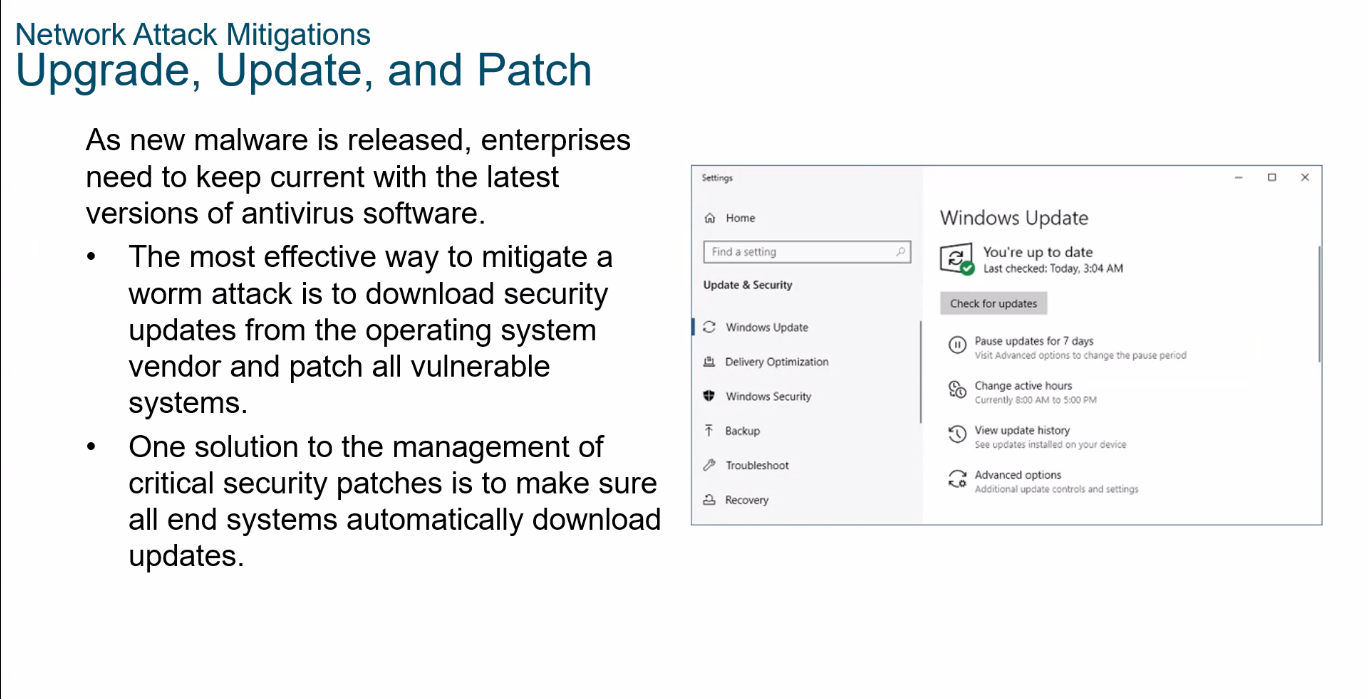 Network Attack Mitigations
Upgrade, Update, and Patch
As new malware is released, enterprises
need to keep current with the latest
versions of antivirus software.
• The most effective way to mitigate a
worm attack is to download security
updates from the operating system
vendor and patch all vulnerable
systems.
• One solution to the management of
critical security patches is to make sure
all end systems automatically download
updates.
Settings
Home
Find a setting
Update & Security
Windows Update
Delivery Optimization
Windows Security
Backup
Troubleshoot
Recovery
Windows Update
You're up to date
Last checked: Today, 3:04 AM
Check for updates
Pause updates for 7 days
Visit Advanced options to change the pause period
Change active hours
Currently 8:00 AM to 5:00 PM
View update history
See updates installed on your device
Advanced options
Additional update controls and settings